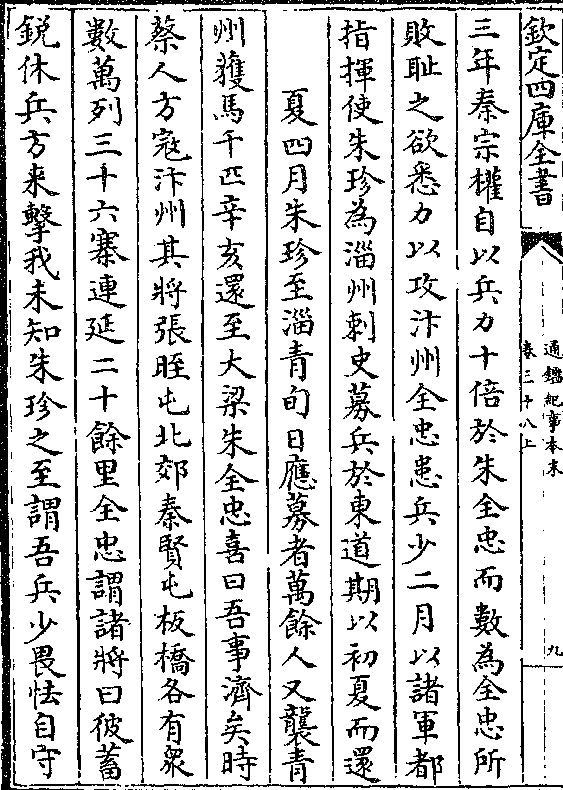 欽定四庫全書
通鑑紀事本末
卷三十八上
九
三年秦宗權自以兵力十倍於朱全忠而數為全忠所
敗耻之欲悉力以攻汴州全忠患兵少二月以諸軍都
指揮使朱珍為淄州刺史募兵於東道期以初夏而還
夏四月朱珍至淄青旬日應募者萬餘人又襲青
州獲馬千匹辛亥還至大梁朱全忠喜曰吾事濟矣時
蔡人方寇汴州其將張晊屯北郊秦賢屯板橋各有衆
數萬列三十六寨連延二十餘里全忠謂諸將曰彼蓄
鋭休兵方来擊我未知朱珍之至謂吾兵少畏怯自守